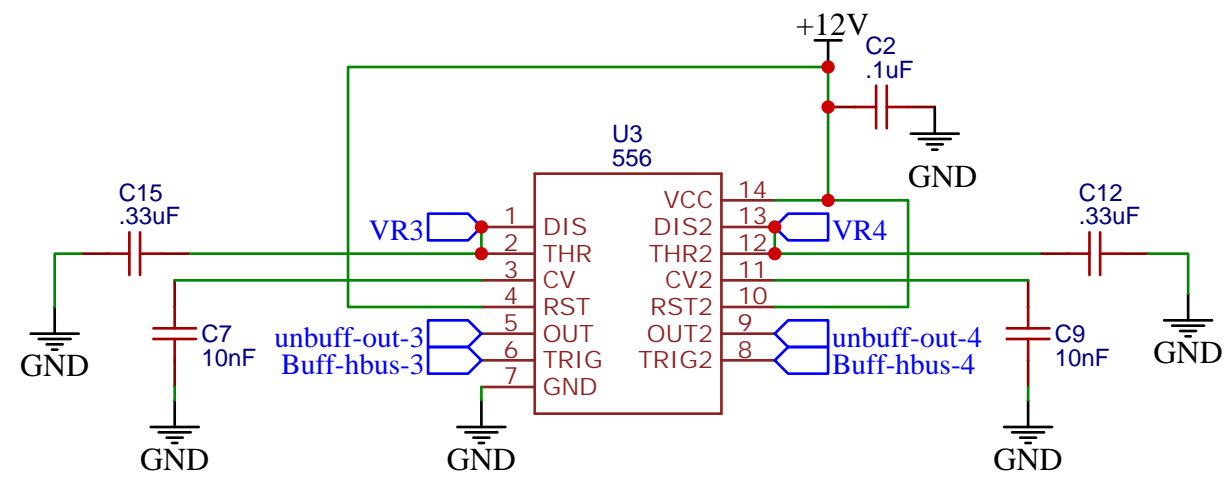 +12V
C2
.1uF
GND
U3
556
C15
.33uF
GND
C7
10nF
GND
VR3
unbuff-out-3
Buff-hbus-3
GND
1 DIS
2 THR
3 CV
4 RST
5 OUT
6 TRIG
7 GND
VCC 14
DIS2 13
THR2 12
CV2 11
RST2 10
OUT2 9
TRIG2 8
VR4
unbuff-out-4
Buff-hbus-4
C12
.33uF
GND
C9
10nF
GND